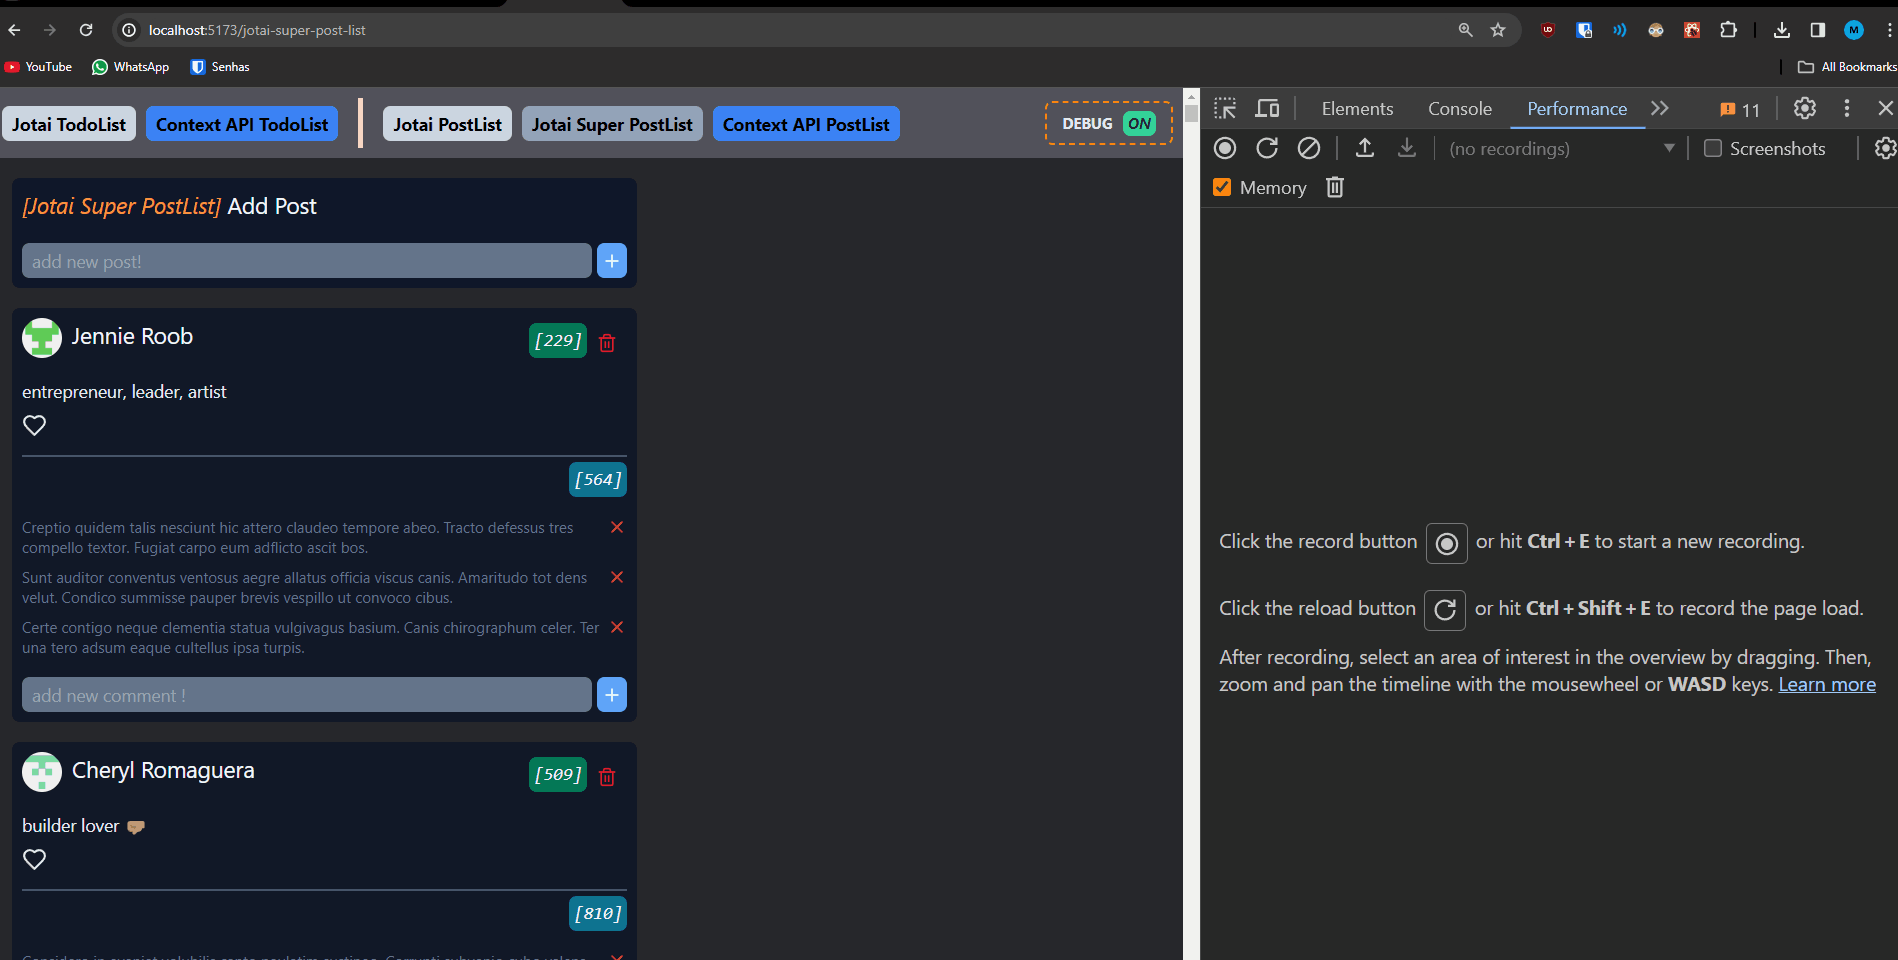 localhost:5173/jotai-super-post-list
YouTube WhatsApp Senhas All Bookmarks
Jotai TodoList Context API TodoList Jotai PostList Jotai Super PostList Context API PostList DEBUG ON
[Jotai Super PostList] Add Post
add new post!
Jennie Roob [229]
entrepreneur, leader, artist
[564]
Creptio quidem talis nesciunt hic attero claudeo tempore abeo. Tracto defessus tres
compello textor. Fugiat carpo eum adflicto ascit bos.
Sunt auditor conventus ventosus aegre allatus officia viscus canis. Amaritudo tot dens
velut. Condico summisse pauper brevis vespillo ut convoco cibus.
Certe contigo neque clementia statua vulgivagus basium. Canis chirographum celer. Ter
una tero adsum eaque cultellus ipsa turpis.
add new comment !
Cheryl Romaguera [509]
builder lover 
[810]
Elements Console Performance 11
(no recordings) Screenshots
Memory
Click the record button or hit Ctrl + E to start a new recording.
Click the reload button or hit Ctrl + Shift + E to record the page load.
After recording, select an area of interest in the overview by dragging. Then,
zoom and pan the timeline with the mousewheel or WASD keys. Learn more
M
UD